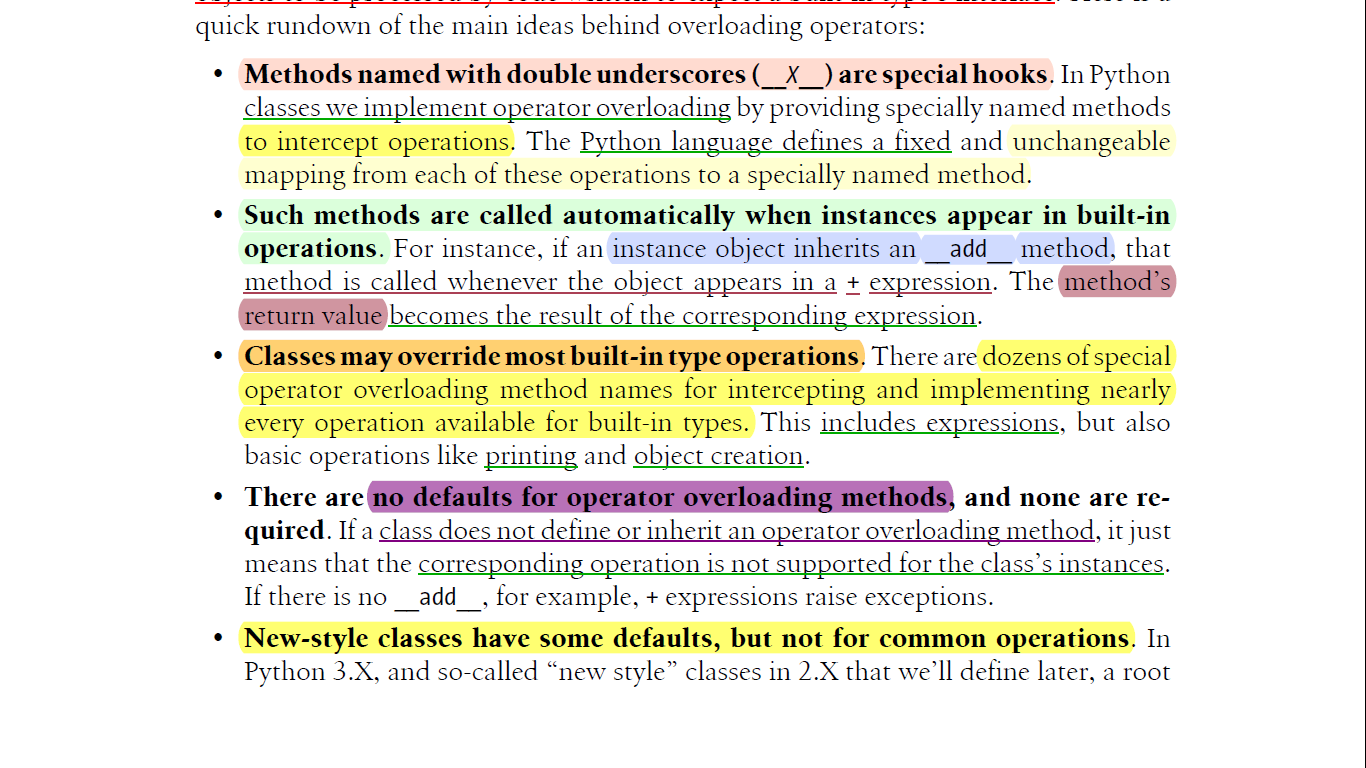 quick rundown of the main ideas behind overloading operators:
• Methods named with double underscores (__X__) are special hooks. In Python
classes we implement operator overloading by providing specially named methods
to intercept operations. The Python language defines a fixed and unchangeable
mapping from each of these operations to a specially named method.
• Such methods are called automatically when instances appear in built-in
operations. For instance, if an instance object inherits an __add__ method, that
method is called whenever the object appears in a + expression. The method's
return value becomes the result of the corresponding expression.
• Classes may override most built-in type operations. There are dozens of special
operator overloading method names for intercepting and implementing nearly
every operation available for built-in types. This includes expressions, but also
basic operations like printing and object creation.
• There are no defaults for operator overloading methods, and none are re-
quired. If a class does not define or inherit an operator overloading method, it just
means that the corresponding operation is not supported for the class's instances.
If there is no __add__, for example, + expressions raise exceptions.
• New-style classes have some defaults, but not for common operations. In
Python 3.X, and so-called “new style” classes in 2.X that we'll define later, a root